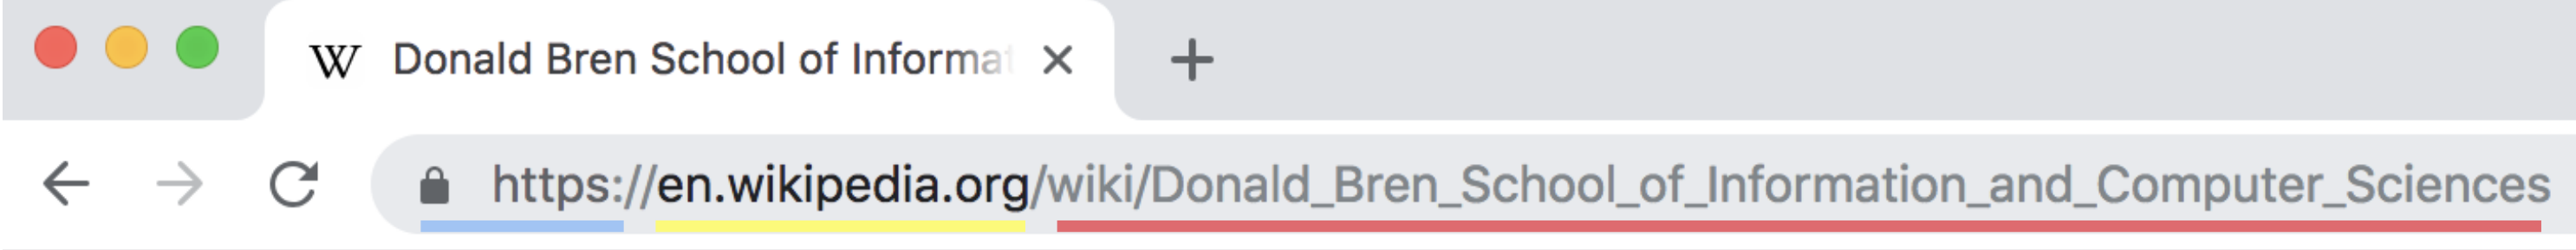 W Donald Bren School of Informat
https://en.wikipedia.org/wiki/Donald_Bren_School_of_Information_and_Computer_Sciences